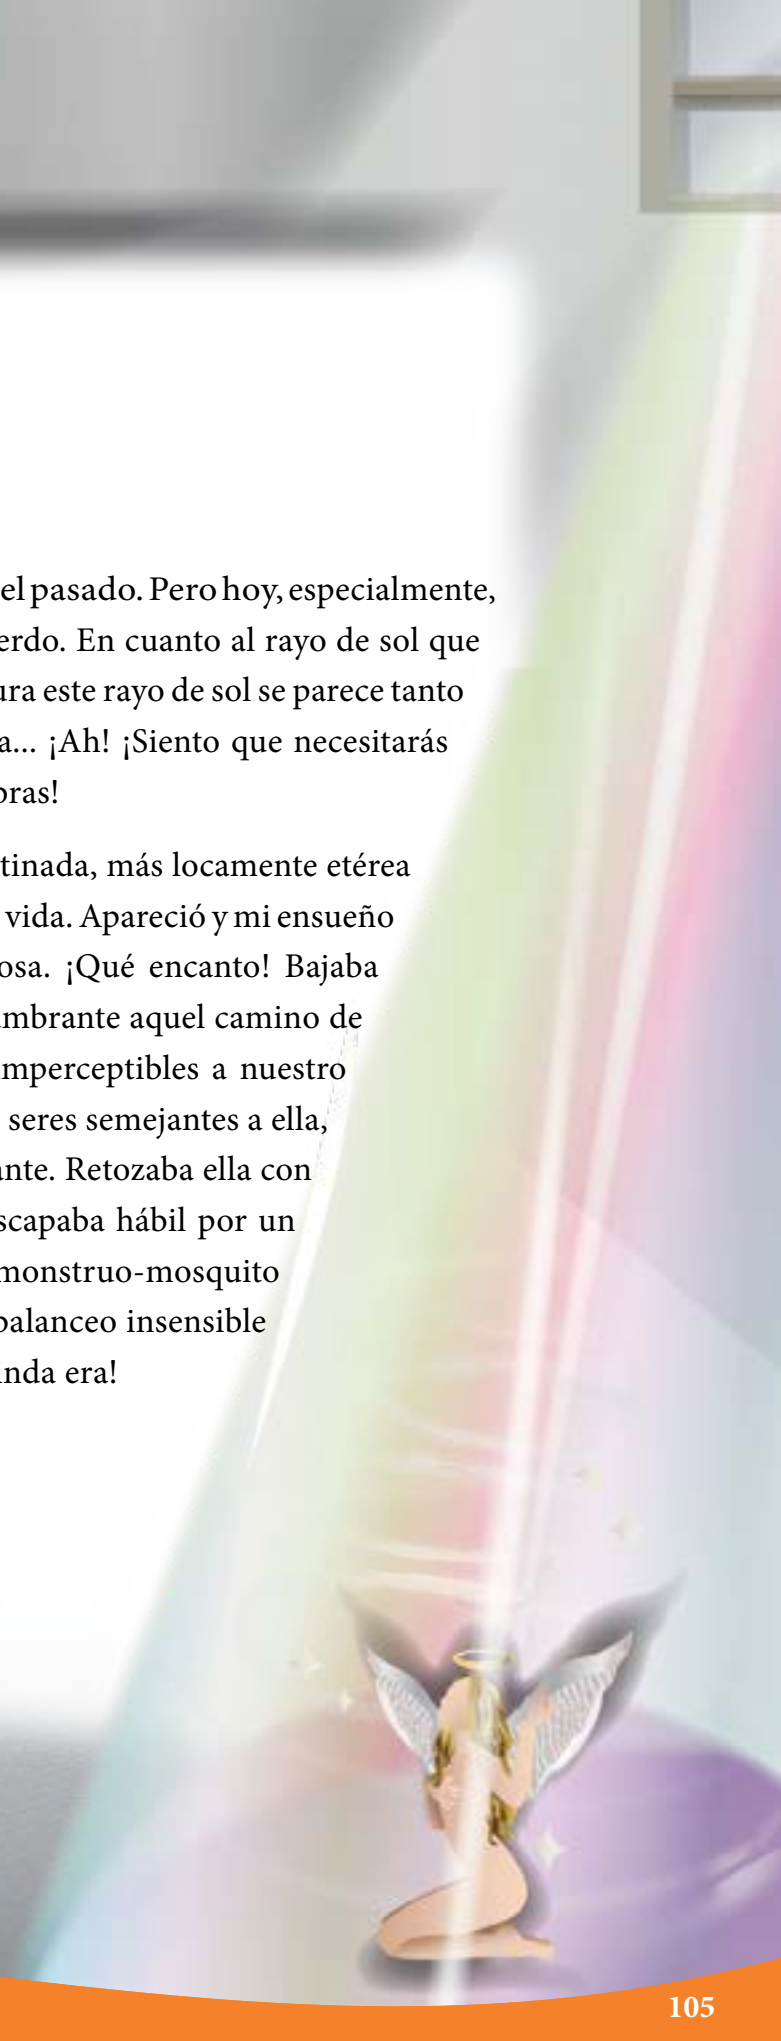 el pasado. Pero hoy, especialmente,
erdo. En cuanto al rayo de sol que
ura este rayo de sol se parece tanto
a... ¡Ah! ¡Siento que necesitarás
bras!
tinada, más locamente etérea
vida. Apareció y mi ensueño
osa. ¡Qué encanto! Bajaba
umbrante aquel camino de
imperceptibles a nuestro
seres semejantes a ella,
ante. Retozaba ella con
scapaba hábil por un
monstruo-mosquito
balanceo insensible
inda era!
105